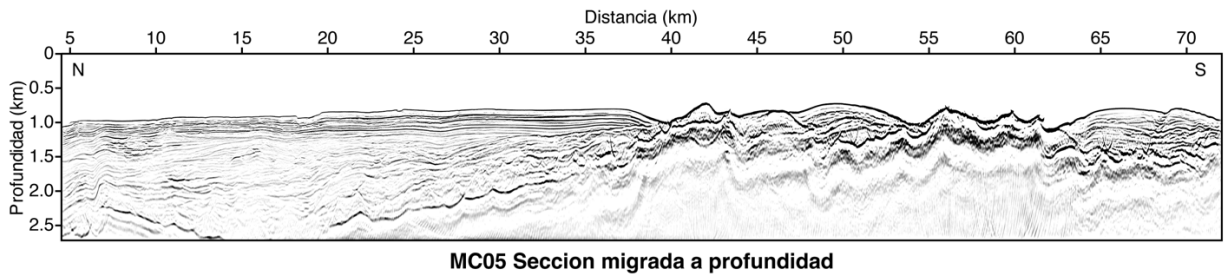 Distancia (km)
5 10 15 20 25 30 35 40 45 50 55 60 65 70
0
N S
0.5
1.0
1.5
2.0
2.5
Profundidad (km)
MC05 Seccion migrada a profundidad